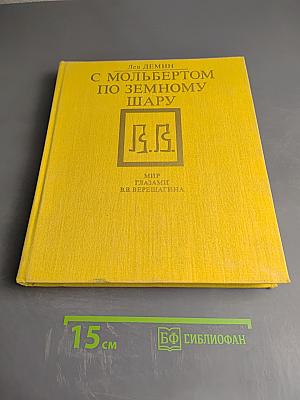 Лев ДЕМИН
С МОЛЬБЕРТОМ
ПО ЗЕМНОМУ
ШАРУ
В.В.
МИР
ГЛАЗАМИ
В.В.ВЕРЕЩАГИНА
15 см
БФ БИБЛИОФАН